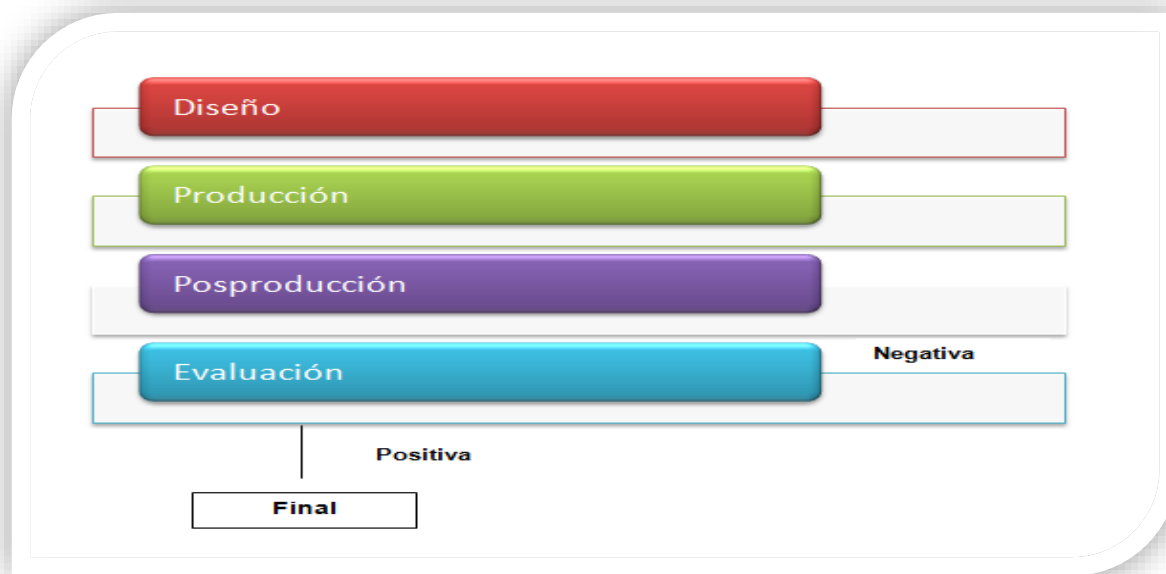 Diseño
Producción
Posproducción
Negativa
Evaluación
Positiva
Final